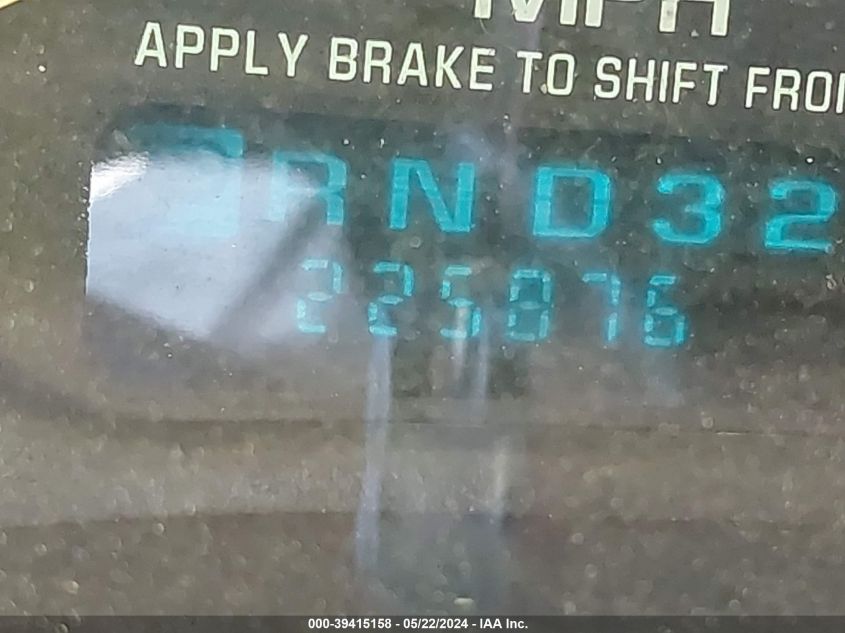 MPH
APPLY BRAKE TO SHIFT FROM
RND32
225876
000-39415158 - 05/22/2024 - IAA Inc.